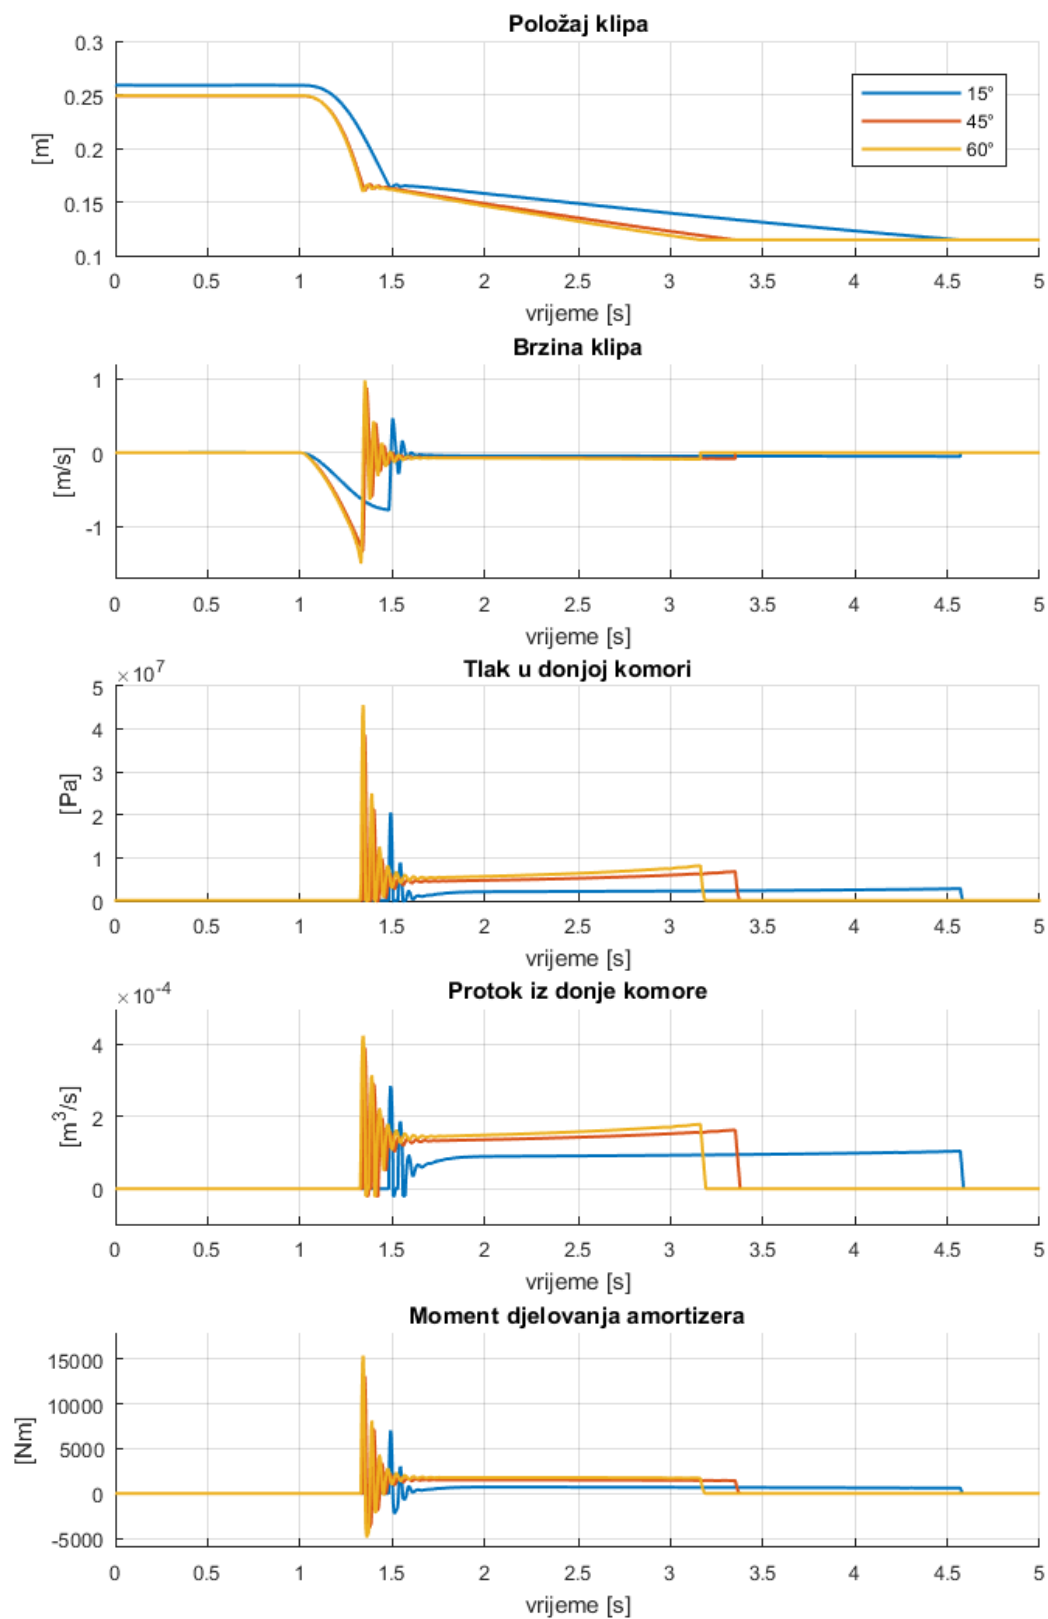 Položaj klipa
0.3
0.25
0.2
0.15
0.1
[m]
15°
45°
60°
0 0.5 1 1.5 2 2.5 3 3.5 4 4.5 5
vrijeme [s]
Brzina klipa
1
0
-1
[m/s]
0 0.5 1 1.5 2 2.5 3 3.5 4 4.5 5
vrijeme [s]
Tlak u donjoj komori
×10⁷
5
4
3
2
1
0
[Pa]
0 0.5 1 1.5 2 2.5 3 3.5 4 4.5 5
vrijeme [s]
Protok iz donje komore
×10⁻⁴
4
2
0
[m³/s]
0 0.5 1 1.5 2 2.5 3 3.5 4 4.5 5
vrijeme [s]
Moment djelovanja amortizera
15000
10000
5000
0
-5000
[Nm]
0 0.5 1 1.5 2 2.5 3 3.5 4 4.5 5
vrijeme [s]